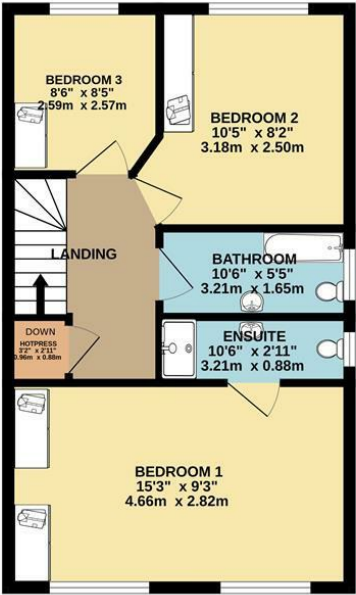 BEDROOM 3
8'6" x 8'5"
2.59m x 2.57m
BEDROOM 2
10'5" x 8'2"
3.18m x 2.50m
LANDING
BATHROOM
10'6" x 5'5"
3.21m x 1.65m
DOWN
HOTPRESS
3'2" x 2'11"
0.96m x 0.88m
ENSUITE
10'6" x 2'11"
3.21m x 0.88m
BEDROOM 1
15'3" x 9'3"
4.66m x 2.82m